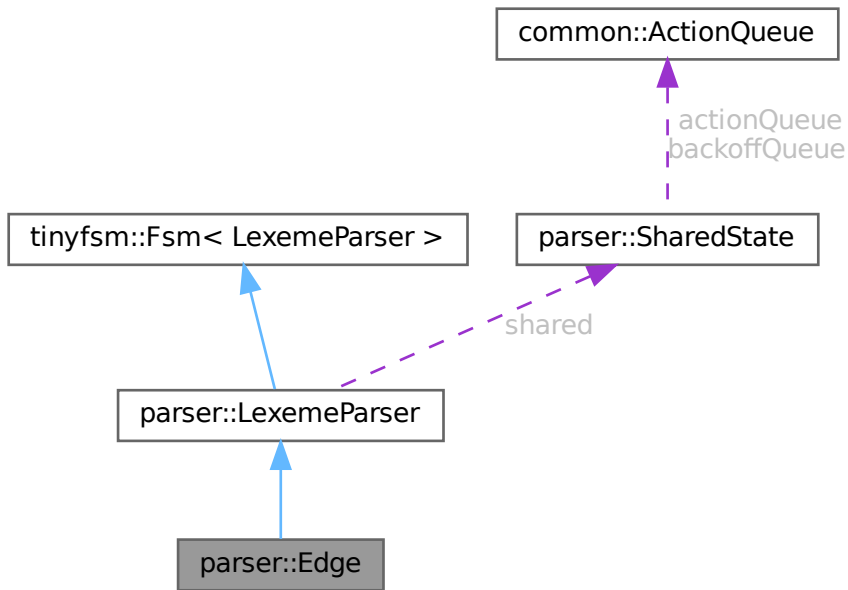 common::ActionQueue
actionQueue
backoffQueue
tinyfsm::Fsm< LexemeParser >
parser::SharedState
shared
parser::LexemeParser
parser::Edge